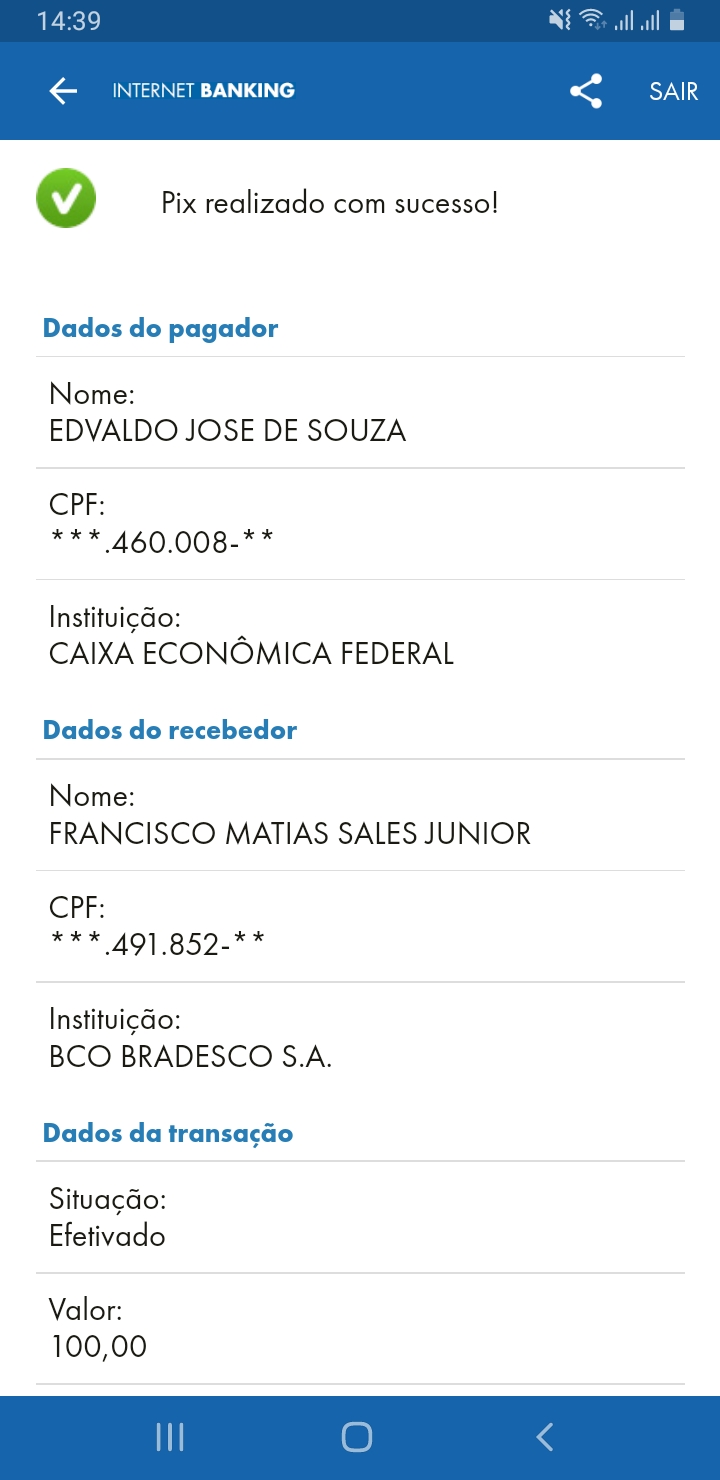 14:39
INTERNET BANKING
SAIR
Pix realizado com sucesso!
Dados do pagador
Nome:
EDVALDO JOSE DE SOUZA
CPF:
***.460.008-**
Instituição:
CAIXA ECONÔMICA FEDERAL
Dados do recebedor
Nome:
FRANCISCO MATIAS SALES JUNIOR
CPF:
***.491.852-**
Instituição:
BCO BRADESCO S.A.
Dados da transação
Situação:
Efetivado
Valor:
100,00